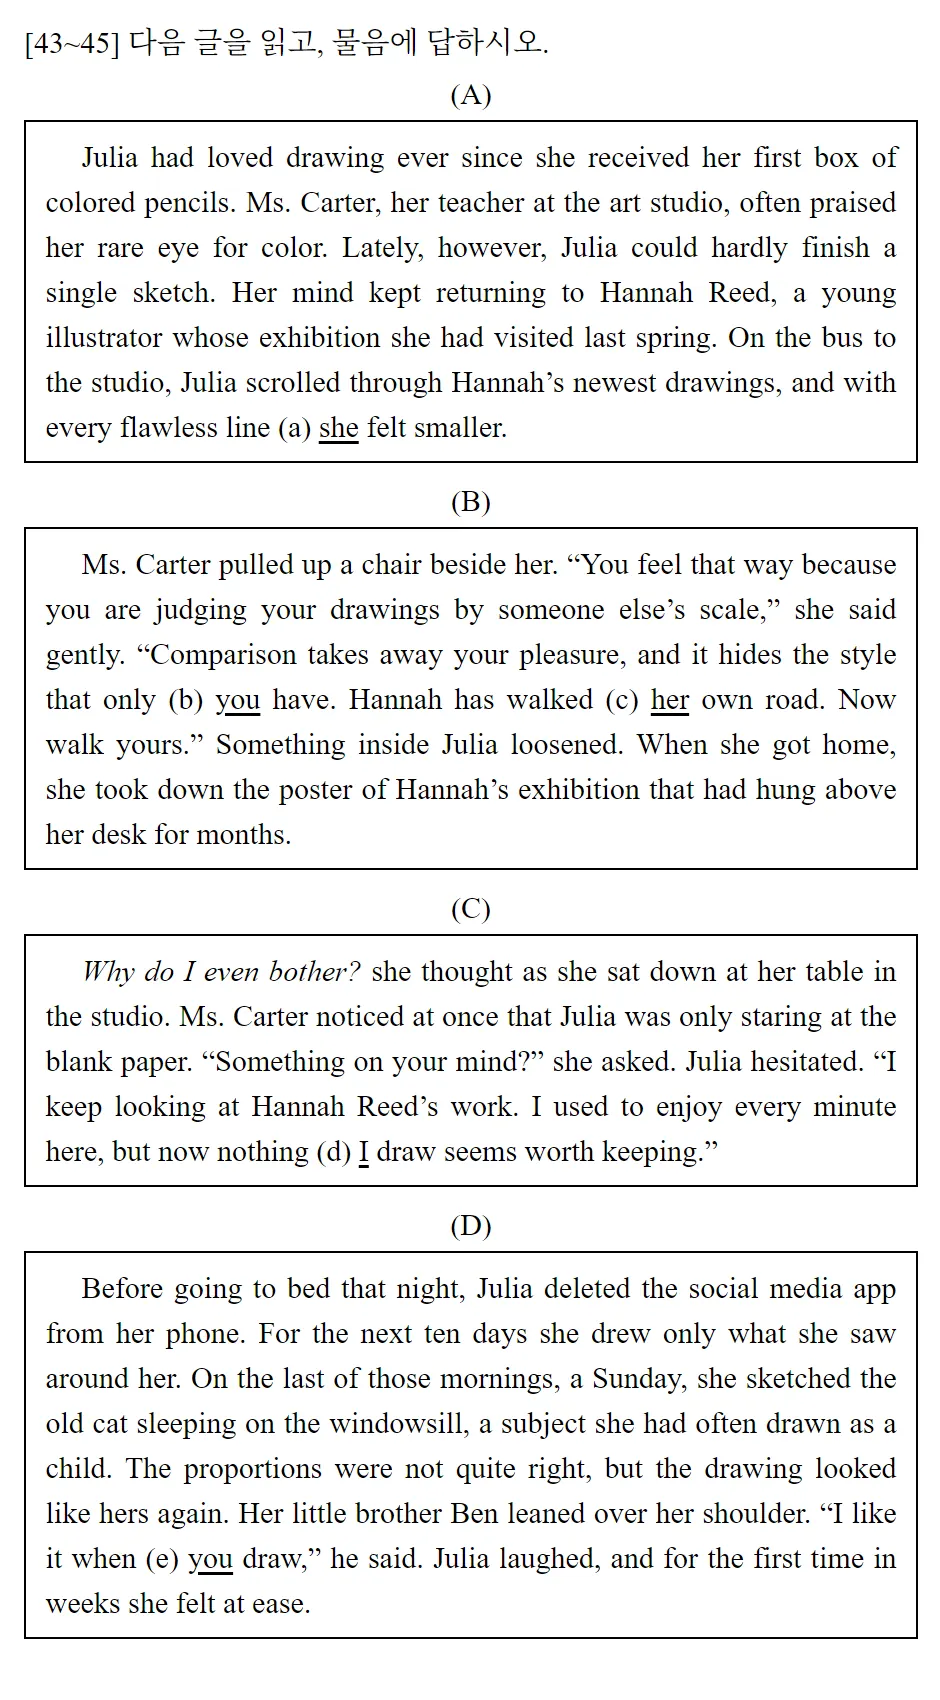 [43~45] 다음 글을 읽고, 물음에 답하시오.
(A)
Julia had loved drawing ever since she received her first box of
colored pencils. Ms. Carter, her teacher at the art studio, often praised
her rare eye for color. Lately, however, Julia could hardly finish a
single sketch. Her mind kept returning to Hannah Reed, a young
illustrator whose exhibition she had visited last spring. On the bus to
the studio, Julia scrolled through Hannah’s newest drawings, and with
every flawless line (a) she felt smaller.
(B)
Ms. Carter pulled up a chair beside her. “You feel that way because
you are judging your drawings by someone else’s scale,” she said
gently. “Comparison takes away your pleasure, and it hides the style
that only (b) you have. Hannah has walked (c) her own road. Now
walk yours.” Something inside Julia loosened. When she got home,
she took down the poster of Hannah’s exhibition that had hung above
her desk for months.
(C)
Why do I even bother? she thought as she sat down at her table in
the studio. Ms. Carter noticed at once that Julia was only staring at the
blank paper. “Something on your mind?” she asked. Julia hesitated. “I
keep looking at Hannah Reed’s work. I used to enjoy every minute
here, but now nothing (d) I draw seems worth keeping.”
(D)
Before going to bed that night, Julia deleted the social media app
from her phone. For the next ten days she drew only what she saw
around her. On the last of those mornings, a Sunday, she sketched the
old cat sleeping on the windowsill, a subject she had often drawn as a
child. The proportions were not quite right, but the drawing looked
like hers again. Her little brother Ben leaned over her shoulder. “I like
it when (e) you draw,” he said. Julia laughed, and for the first time in
weeks she felt at ease.